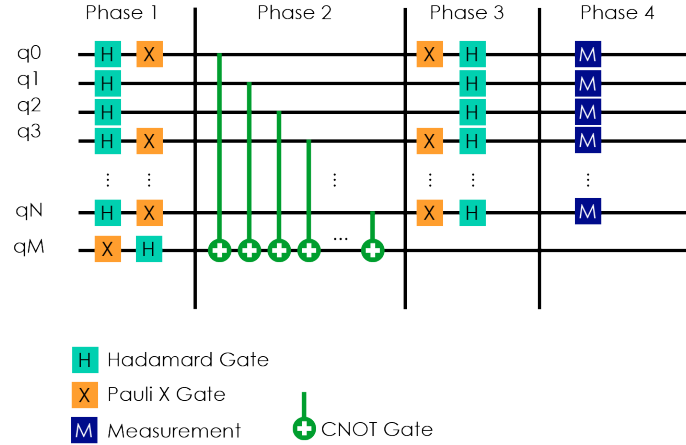 Phase 1 Phase 2 Phase 3 Phase 4
q0 H X X H M
q1 H H M
q2 H H M
q3 H X X H M
... ... ... ... ... ...
qN H X X H M
qM X H ...
H Hadamard Gate
X Pauli X Gate
M Measurement CNOT Gate